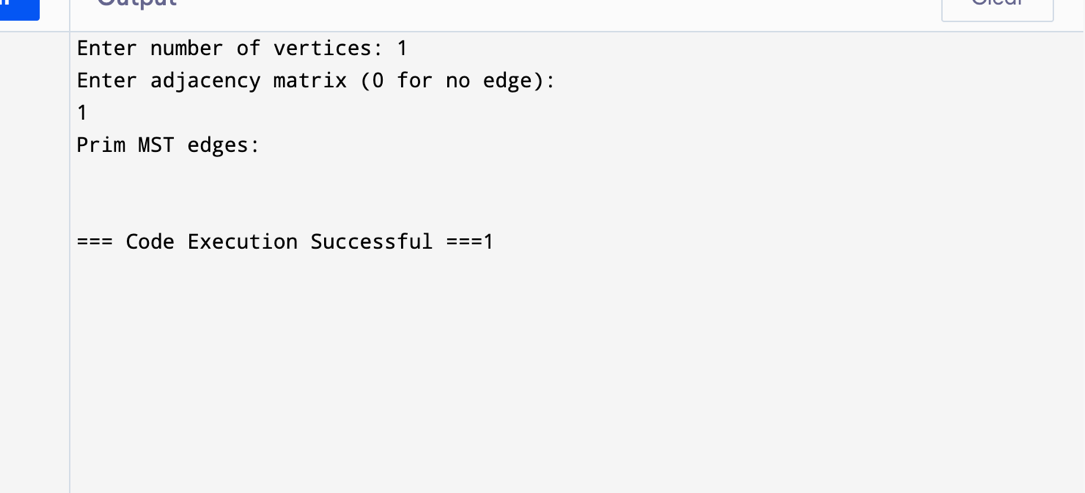 Output
Clear
Enter number of vertices: 1
Enter adjacency matrix (0 for no edge):
1
Prim MST edges:
=== Code Execution Successful ===1